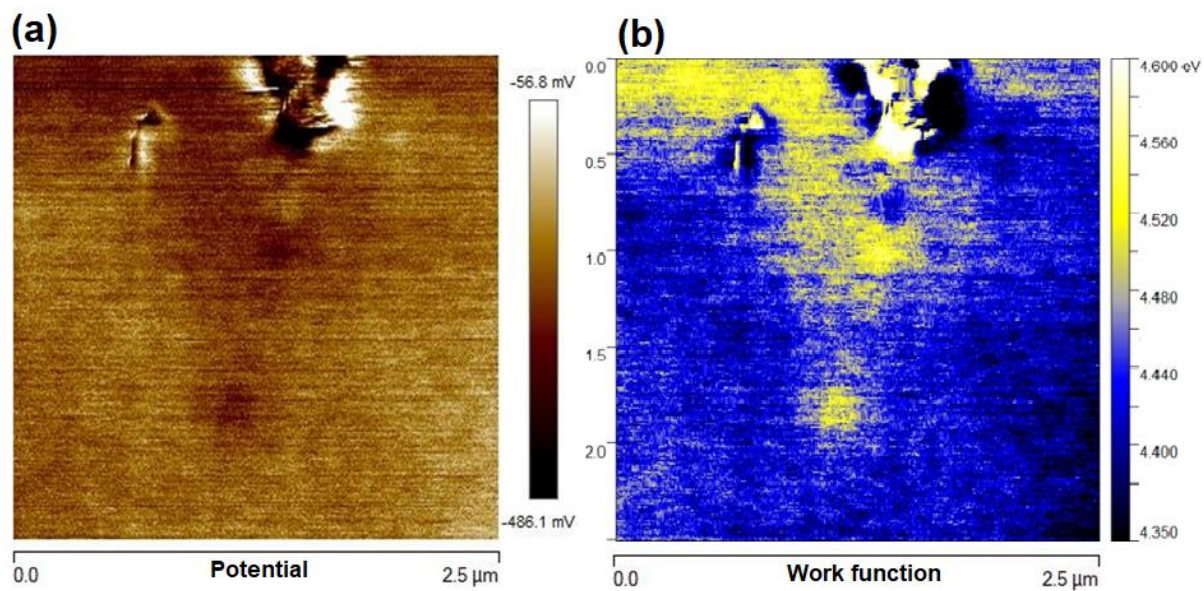 (a)
-56.8 mV
-486.1 mV
0.0
Potential
2.5 µm
(b)
0.0
0.5
1.0
1.5
2.0
4.600 eV
4.560
4.520
4.480
4.440
4.400
4.350
0.0
Work function
2.5 µm